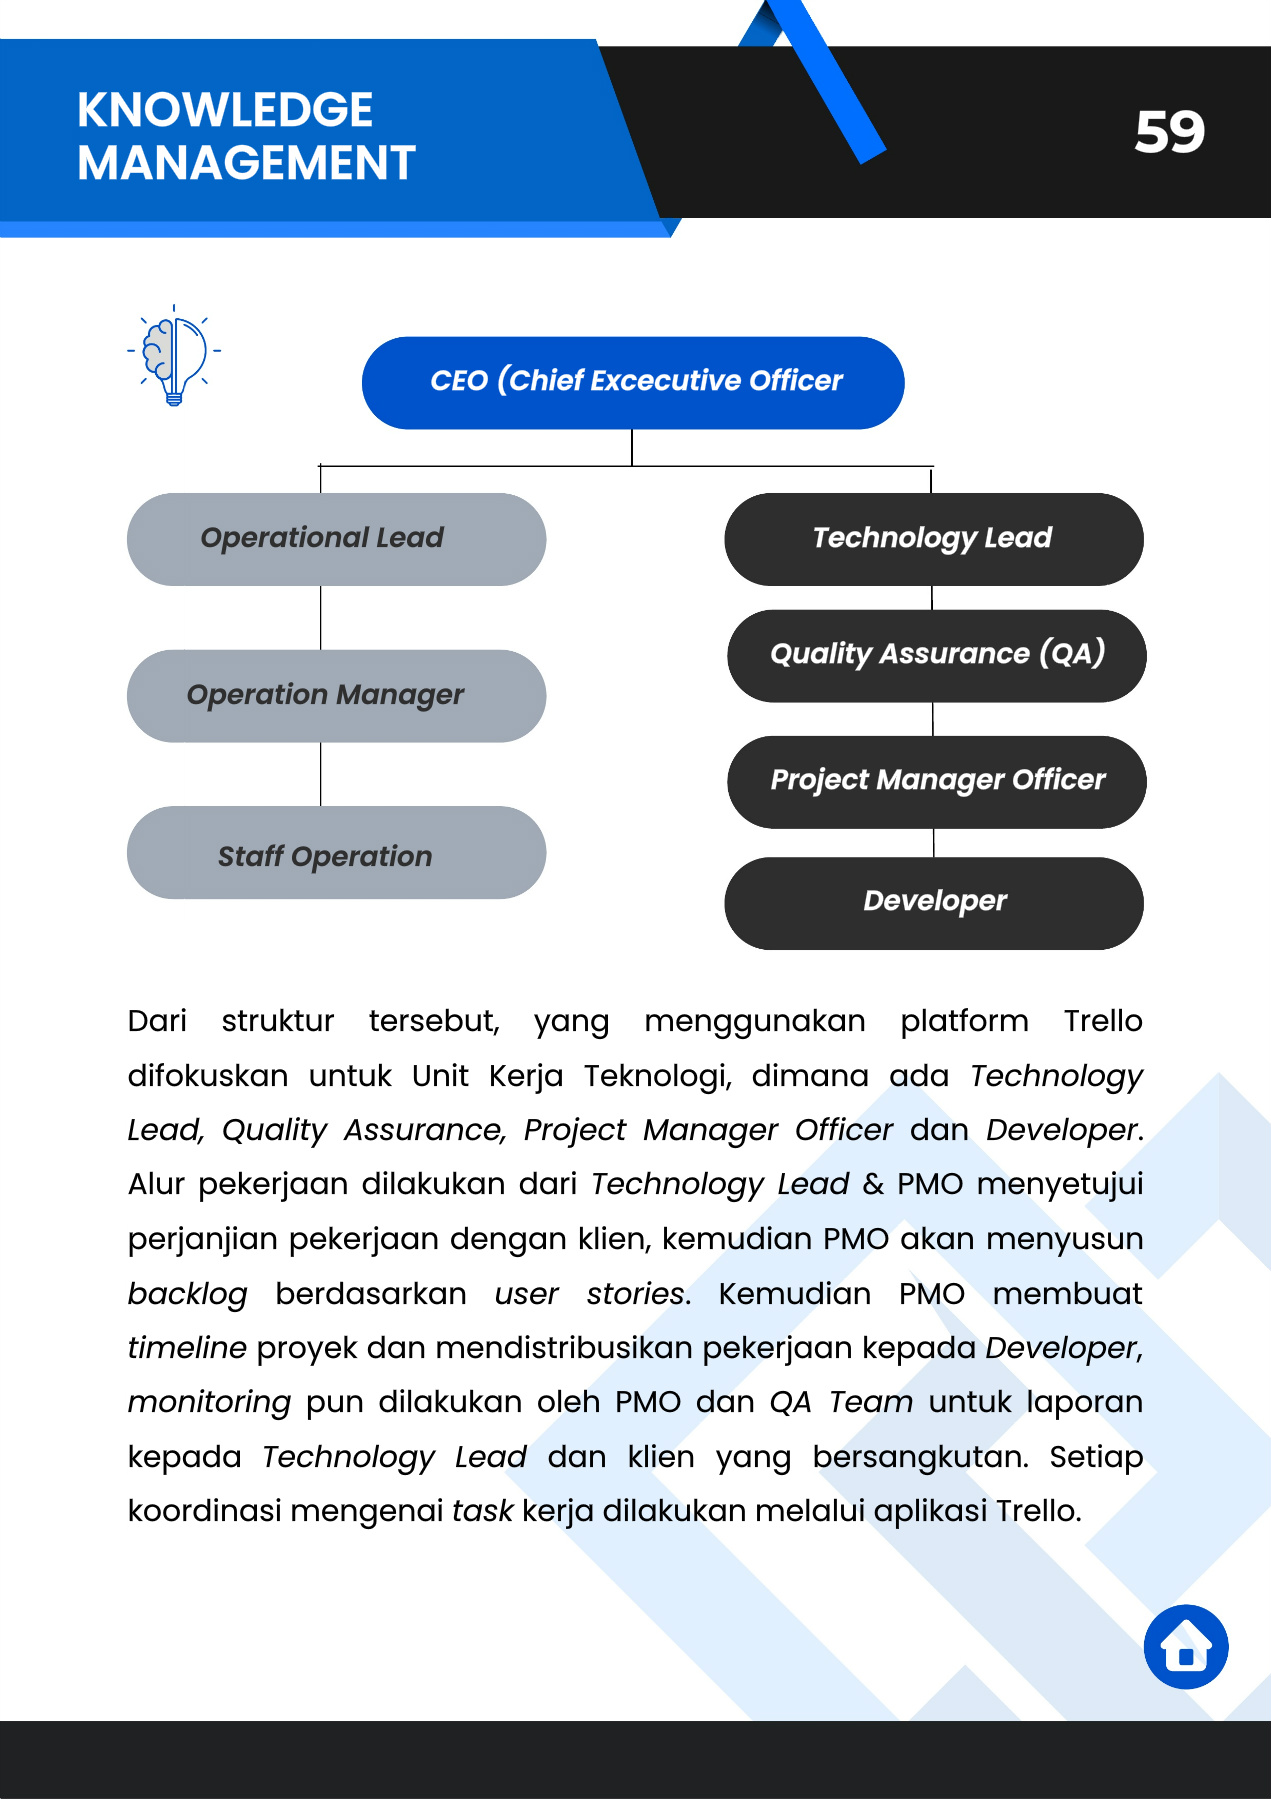 KNOWLEDGE
MANAGEMENT
59
CEO (Chief Excecutive Officer
Operational Lead
Technology Lead
Quality Assurance (QA)
Operation Manager
Project Manager Officer
Staff Operation
Developer
Dari struktur tersebut, yang menggunakan platform Trello
difokuskan untuk Unit Kerja Teknologi, dimana ada Technology
Lead, Quality Assurance, Project Manager Officer dan Developer.
Alur pekerjaan dilakukan dari Technology Lead & PMO menyetujui
perjanjian pekerjaan dengan klien, kemudian PMO akan menyusun
backlog berdasarkan user stories. Kemudian PMO membuat
timeline proyek dan mendistribusikan pekerjaan kepada Developer,
monitoring pun dilakukan oleh PMO dan QA Team untuk laporan
kepada Technology Lead dan klien yang bersangkutan. Setiap
koordinasi mengenai task kerja dilakukan melalui aplikasi Trello.